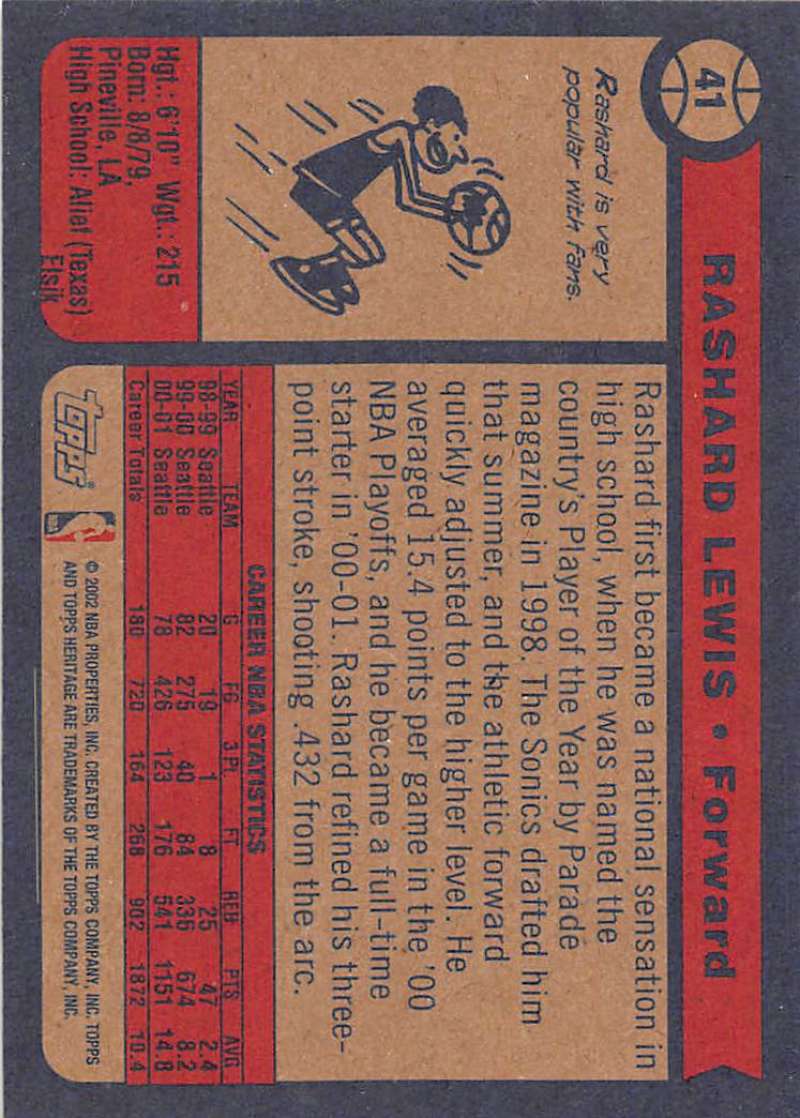 41
RASHARD LEWIS • Forward
Rashard is very
popular with fans.
Hgt.: 6'10" Wgt.: 215
Born: 8/8/79,
Pineville, LA
High School: Alief (Texas)
Elsik
Rashard first became a national sensation in
high school, when he was named the
country's Player of the Year by Parade
magazine in 1998. The Sonics drafted him
that summer, and the athletic forward
quickly adjusted to the higher level. He
averaged 15.4 points per game in the '00
NBA Playoffs, and he became a full-time
starter in '00-01. Rashard refined his three-
point stroke, shooting .432 from the arc.
CAREER NBA STATISTICS
YEAR TEAM G FG 3Pt FT REB PTS AVG
98-99 Seattle 20 19 1 8 25 47 2.4
99-00 Seattle 82 275 40 84 336 674 8.2
00-01 Seattle 78 426 123 176 541 1151 14.8
Career Totals 180 720 164 268 902 1872 10.4
topps®
NBA
© 2002 NBA PROPERTIES, INC. CREATED BY THE TOPPS COMPANY, INC. TOPPS
AND TOPPS HERITAGE ARE TRADEMARKS OF THE TOPPS COMPANY, INC.